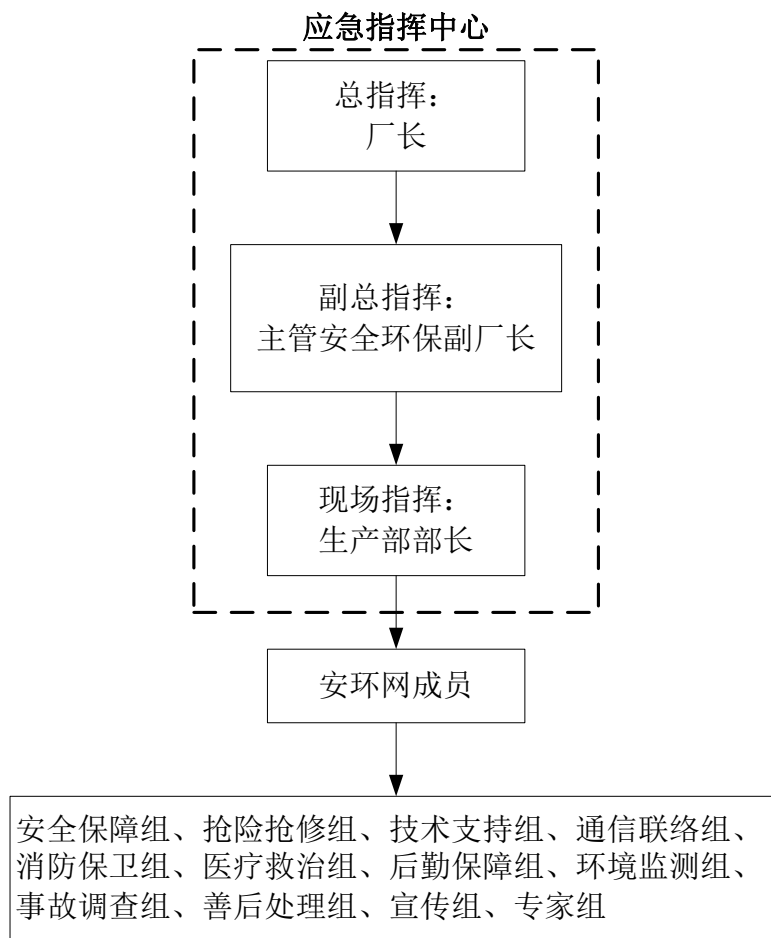 应急指挥中心
总指挥：
厂长
副总指挥：
主管安全环保副厂长
现场指挥：
生产部部长
安环网成员
安全保障组、抢险抢修组、技术支持组、通信联络组、
消防保卫组、医疗救治组、后勤保障组、环境监测组、
事故调查组、善后处理组、宣传组、专家组